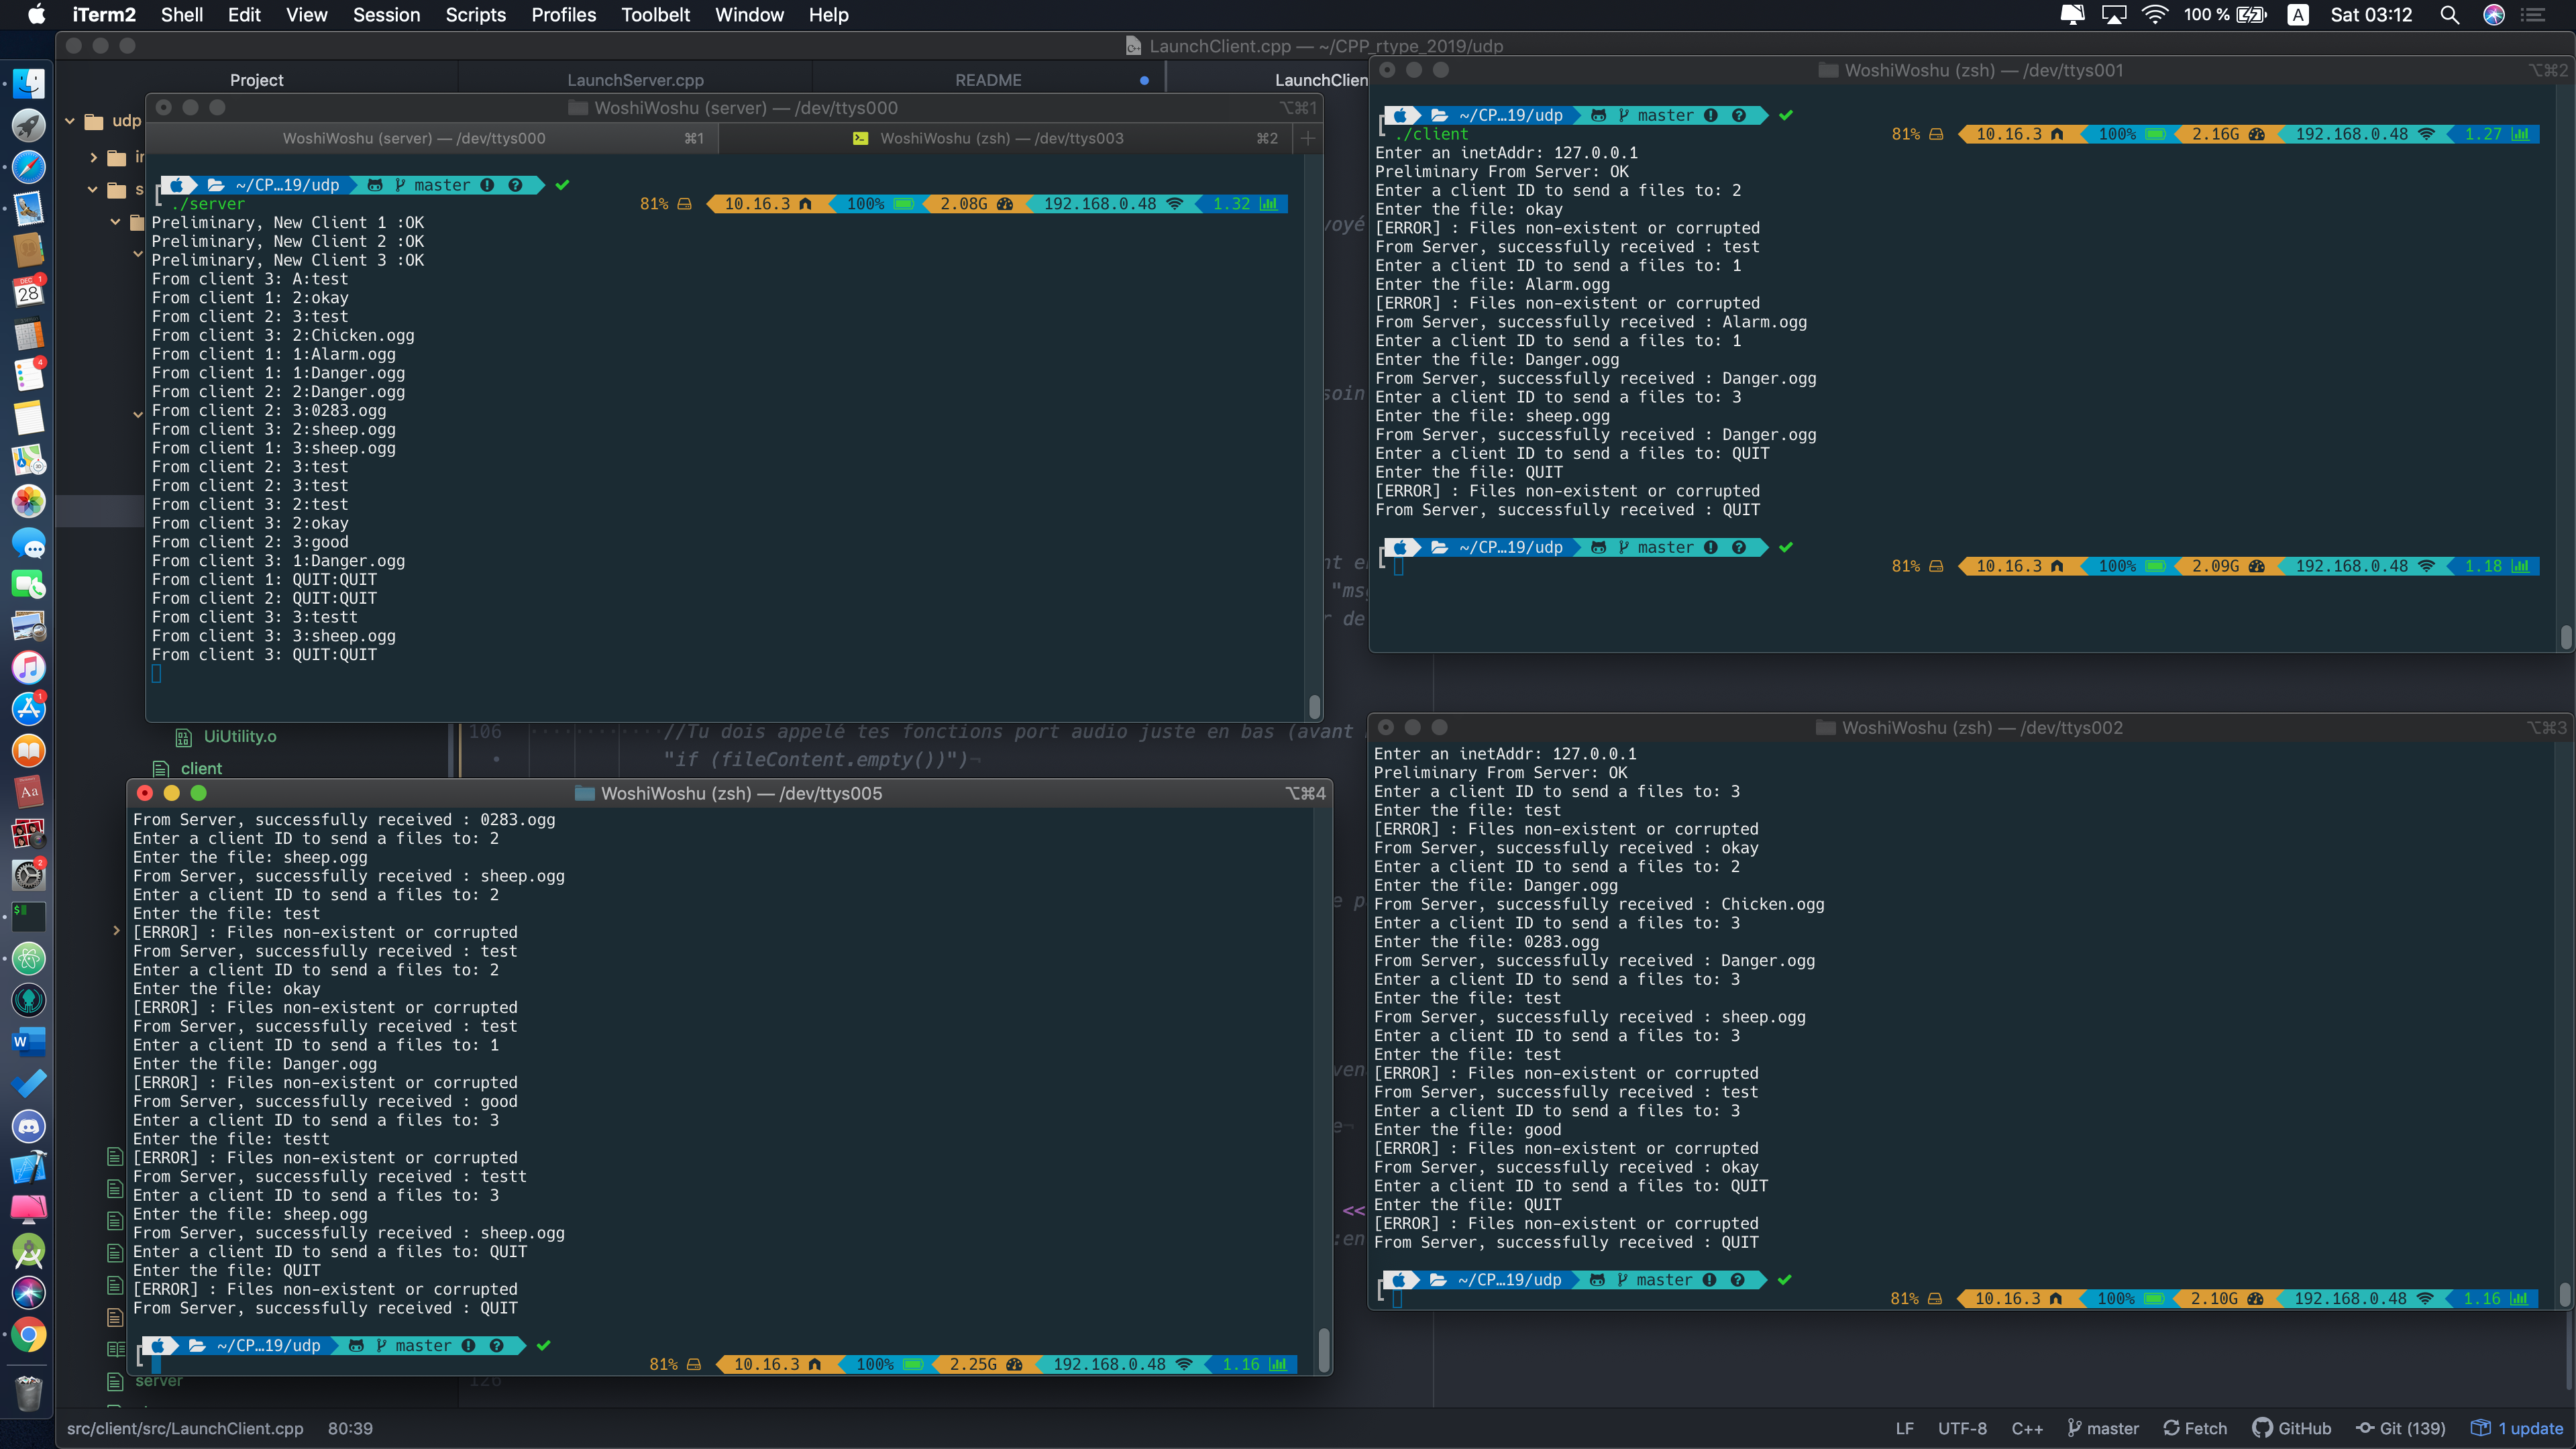 iTerm2 Shell Edit View Session Scripts Profiles Toolbelt Window Help
100 % A Sat 03:12
LaunchClient.cpp — ~/CPP_rtype_2019/udp
Project LaunchServer.cpp README LaunchClien
udp
WoshiWoshu (server) — /dev/ttys000 ⌥⌘1
WoshiWoshu (server) — /dev/ttys000 ⌘1 WoshiWoshu (zsh) — /dev/ttys003 ⌘2
~/CP…19/udp master
./server 81% 10.16.3 100% 2.08G 192.168.0.48 1.32
Preliminary, New Client 1 :OK
Preliminary, New Client 2 :OK
Preliminary, New Client 3 :OK
From client 3: A:test
From client 1: 2:okay
From client 2: 3:test
From client 3: 2:Chicken.ogg
From client 1: 1:Alarm.ogg
From client 1: 1:Danger.ogg
From client 2: 2:Danger.ogg
From client 2: 3:0283.ogg
From client 3: 2:sheep.ogg
From client 1: 3:sheep.ogg
From client 2: 3:test
From client 2: 3:test
From client 3: 2:test
From client 3: 2:okay
From client 2: 3:good
From client 3: 1:Danger.ogg
From client 1: QUIT:QUIT
From client 2: QUIT:QUIT
From client 3: 3:testt
From client 3: 3:sheep.ogg
From client 3: QUIT:QUIT
WoshiWoshu (zsh) — /dev/ttys001 ⌥⌘2
~/CP…19/udp master
./client 81% 10.16.3 100% 2.16G 192.168.0.48 1.27
Enter an inetAddr: 127.0.0.1
Preliminary From Server: OK
Enter a client ID to send a files to: 2
Enter the file: okay
[ERROR] : Files non-existent or corrupted
From Server, successfully received : test
Enter a client ID to send a files to: 1
Enter the file: Alarm.ogg
[ERROR] : Files non-existent or corrupted
From Server, successfully received : Alarm.ogg
Enter a client ID to send a files to: 1
Enter the file: Danger.ogg
From Server, successfully received : Danger.ogg
Enter a client ID to send a files to: 3
Enter the file: sheep.ogg
From Server, successfully received : Danger.ogg
Enter a client ID to send a files to: QUIT
Enter the file: QUIT
[ERROR] : Files non-existent or corrupted
From Server, successfully received : QUIT
~/CP…19/udp master
81% 10.16.3 100% 2.09G 192.168.0.48 1.18
UiUtility.o
client
106 //Tu dois appelé tes fonctions port audio juste en bas (avant
"if (fileContent.empty())")¬
WoshiWoshu (zsh) — /dev/ttys005 ⌥⌘4
From Server, successfully received : 0283.ogg
Enter a client ID to send a files to: 2
Enter the file: sheep.ogg
From Server, successfully received : sheep.ogg
Enter a client ID to send a files to: 2
Enter the file: test
[ERROR] : Files non-existent or corrupted
From Server, successfully received : test
Enter a client ID to send a files to: 2
Enter the file: okay
[ERROR] : Files non-existent or corrupted
From Server, successfully received : test
Enter a client ID to send a files to: 1
Enter the file: Danger.ogg
[ERROR] : Files non-existent or corrupted
From Server, successfully received : good
Enter a client ID to send a files to: 3
Enter the file: testt
[ERROR] : Files non-existent or corrupted
From Server, successfully received : testt
Enter a client ID to send a files to: 3
Enter the file: sheep.ogg
From Server, successfully received : sheep.ogg
Enter a client ID to send a files to: QUIT
Enter the file: QUIT
[ERROR] : Files non-existent or corrupted
From Server, successfully received : QUIT
~/CP…19/udp master
81% 10.16.3 100% 2.25G 192.168.0.48 1.16
server 126
WoshiWoshu (zsh) — /dev/ttys002 ⌥⌘3
Enter an inetAddr: 127.0.0.1
Preliminary From Server: OK
Enter a client ID to send a files to: 3
Enter the file: test
[ERROR] : Files non-existent or corrupted
From Server, successfully received : okay
Enter a client ID to send a files to: 2
Enter the file: Danger.ogg
From Server, successfully received : Chicken.ogg
Enter a client ID to send a files to: 3
Enter the file: 0283.ogg
From Server, successfully received : Danger.ogg
Enter a client ID to send a files to: 3
Enter the file: test
From Server, successfully received : sheep.ogg
Enter a client ID to send a files to: 3
Enter the file: test
[ERROR] : Files non-existent or corrupted
From Server, successfully received : test
Enter a client ID to send a files to: 3
Enter the file: good
[ERROR] : Files non-existent or corrupted
From Server, successfully received : okay
Enter a client ID to send a files to: QUIT
Enter the file: QUIT
[ERROR] : Files non-existent or corrupted
From Server, successfully received : QUIT
~/CP…19/udp master
81% 10.16.3 100% 2.10G 192.168.0.48 1.16
src/client/src/LaunchClient.cpp 80:39 LF UTF-8 C++ master Fetch GitHub Git (139) 1 update